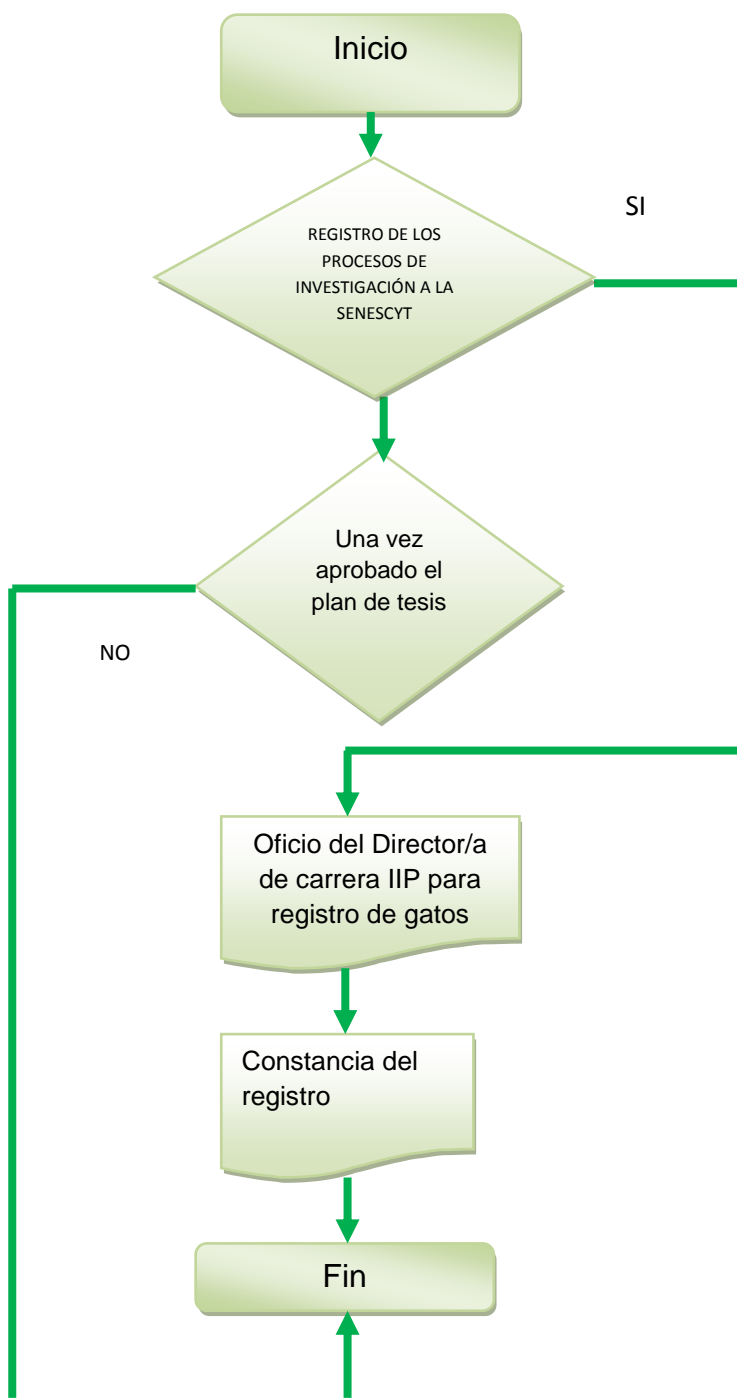 Inicio
SI
REGISTRO DE LOS
PROCESOS DE
INVESTIGACIÓN A LA
SENESCYT
Una vez
aprobado el
plan de tesis
NO
Oficio del Director/a
de carrera IIP para
registro de gatos
Constancia del
registro
Fin